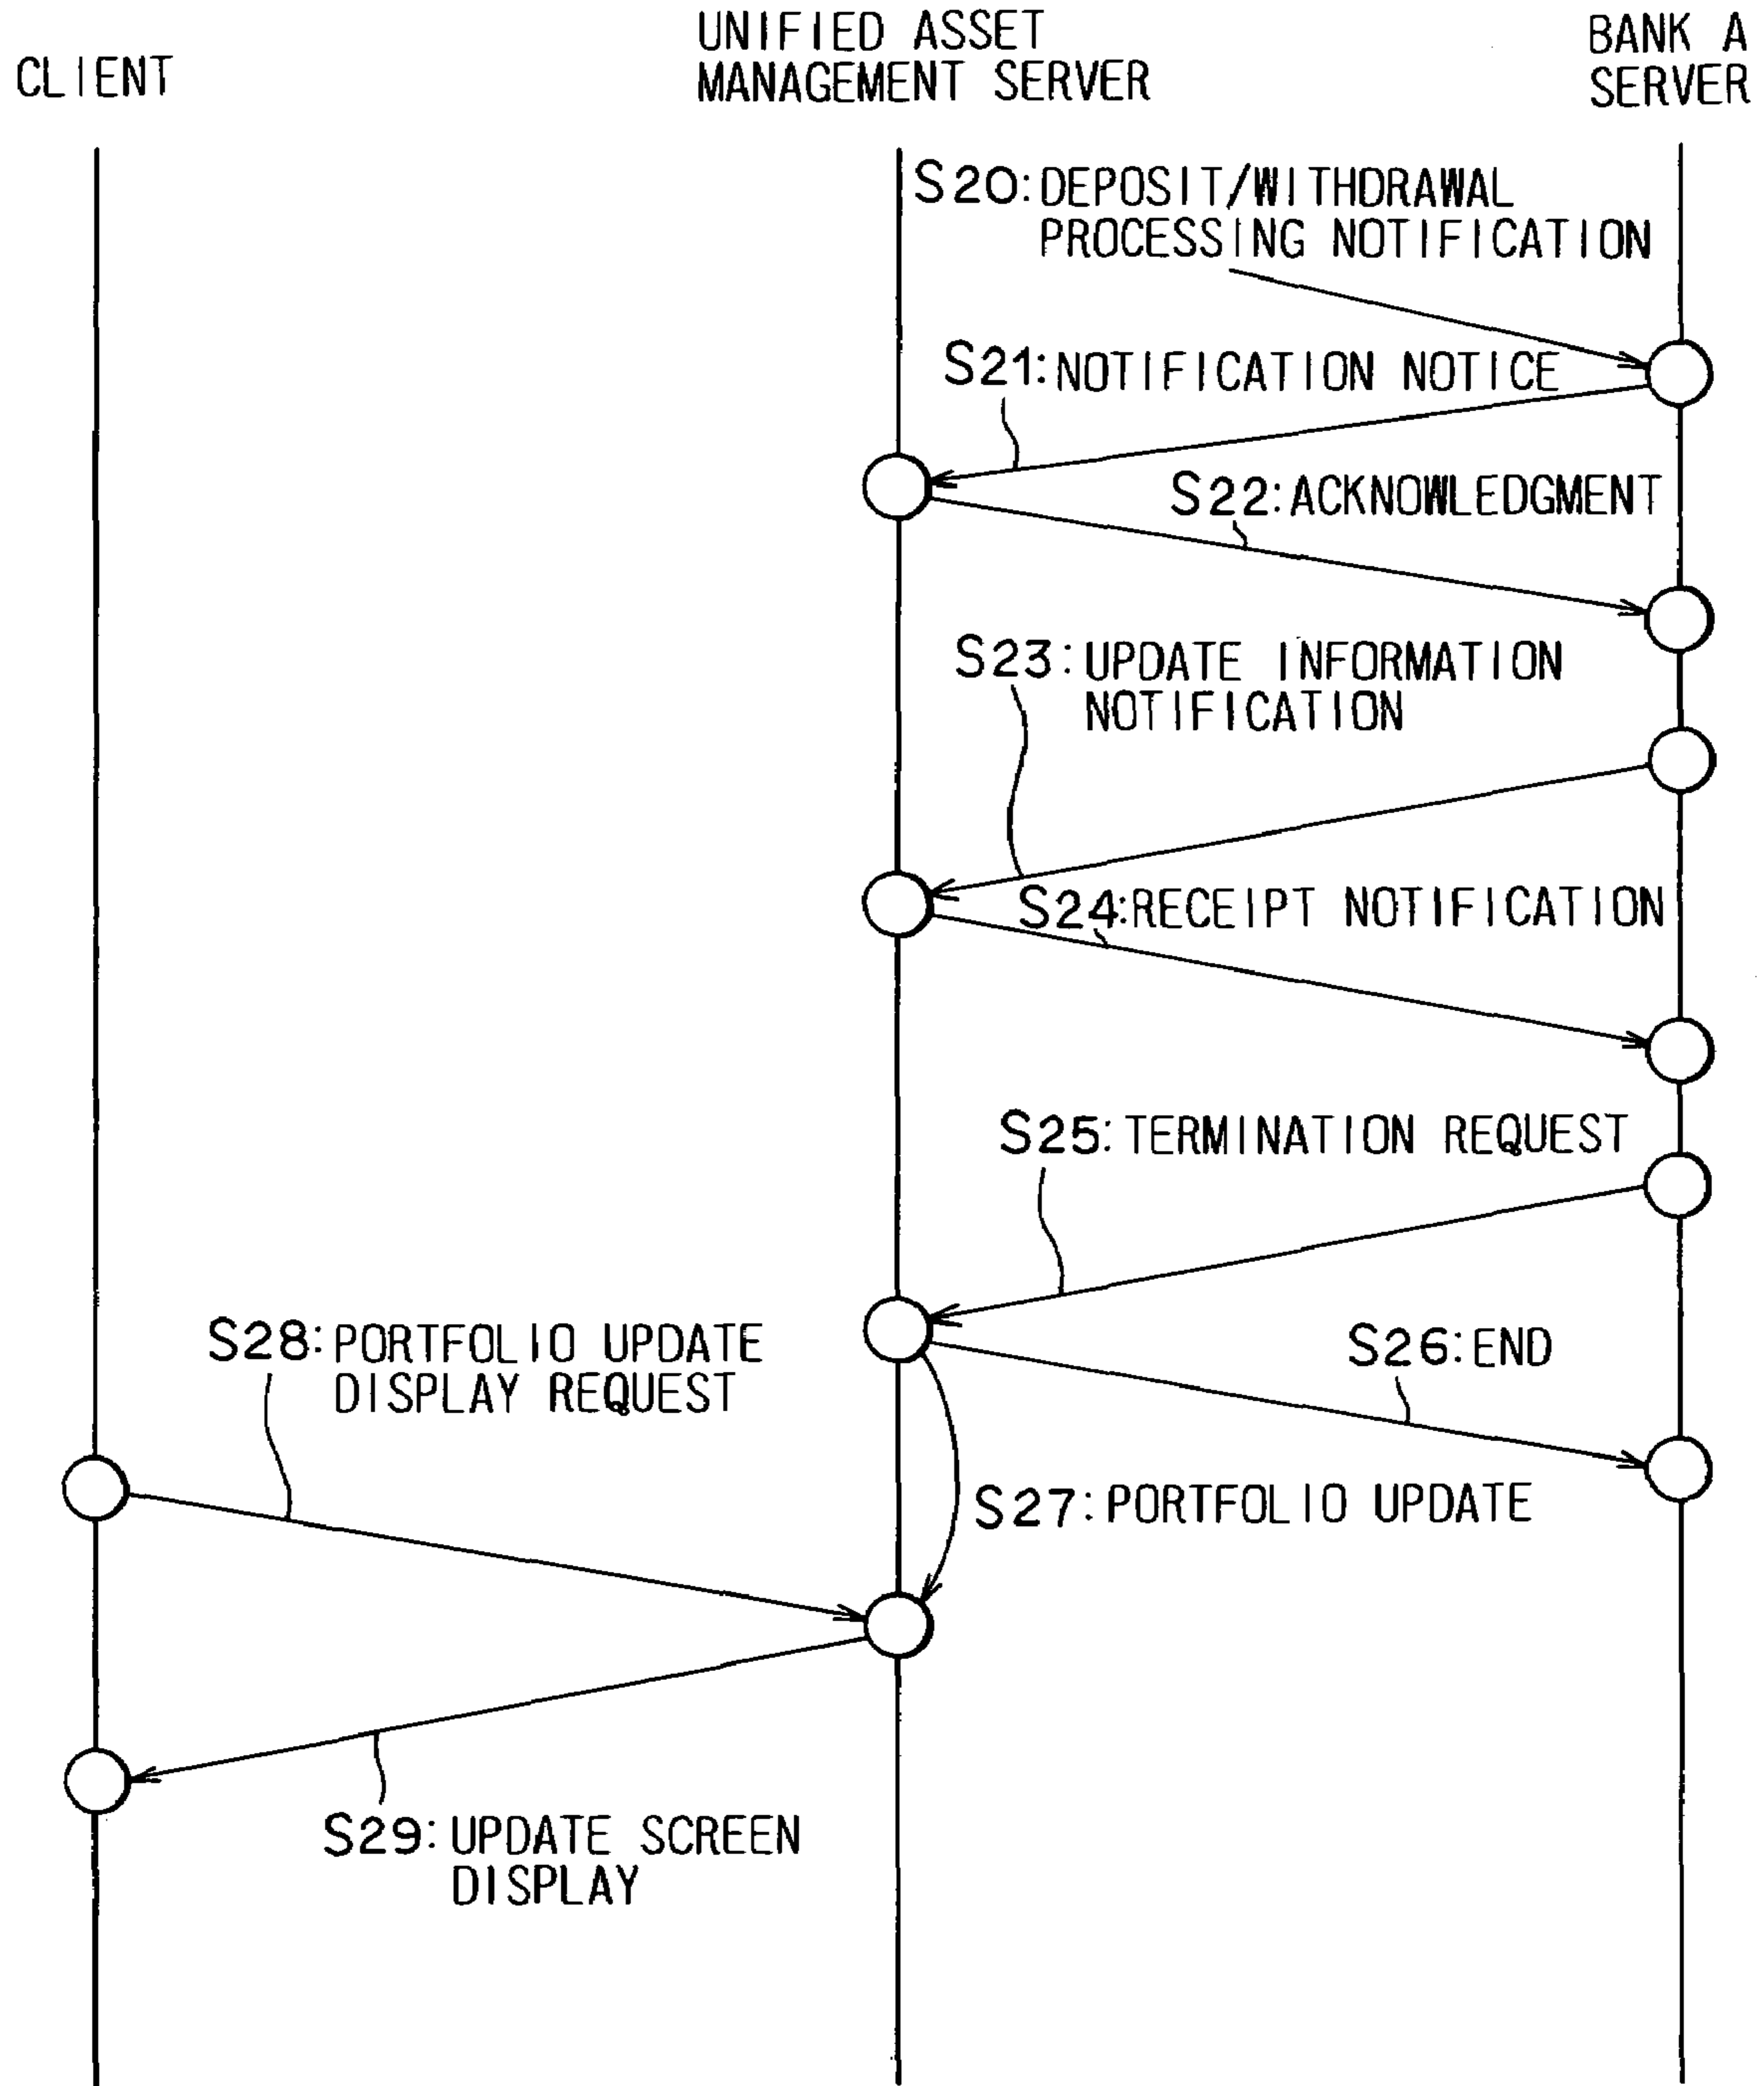 CLIENT
UNIFIED ASSET
MANAGEMENT SERVER
BANK A
SERVER
S20:DEPOSIT/WITHDRAWAL
PROCESSING NOTIFICATION
S21:NOTIFICATION NOTICE
S22:ACKNOWLEDGMENT
S23:UPDATE INFORMATION
NOTIFICATION
S24:RECEIPT NOTIFICATION
S25:TERMINATION REQUEST
S28:PORTFOLIO UPDATE
DISPLAY REQUEST
S26:END
S27:PORTFOLIO UPDATE
S29:UPDATE SCREEN
DISPLAY